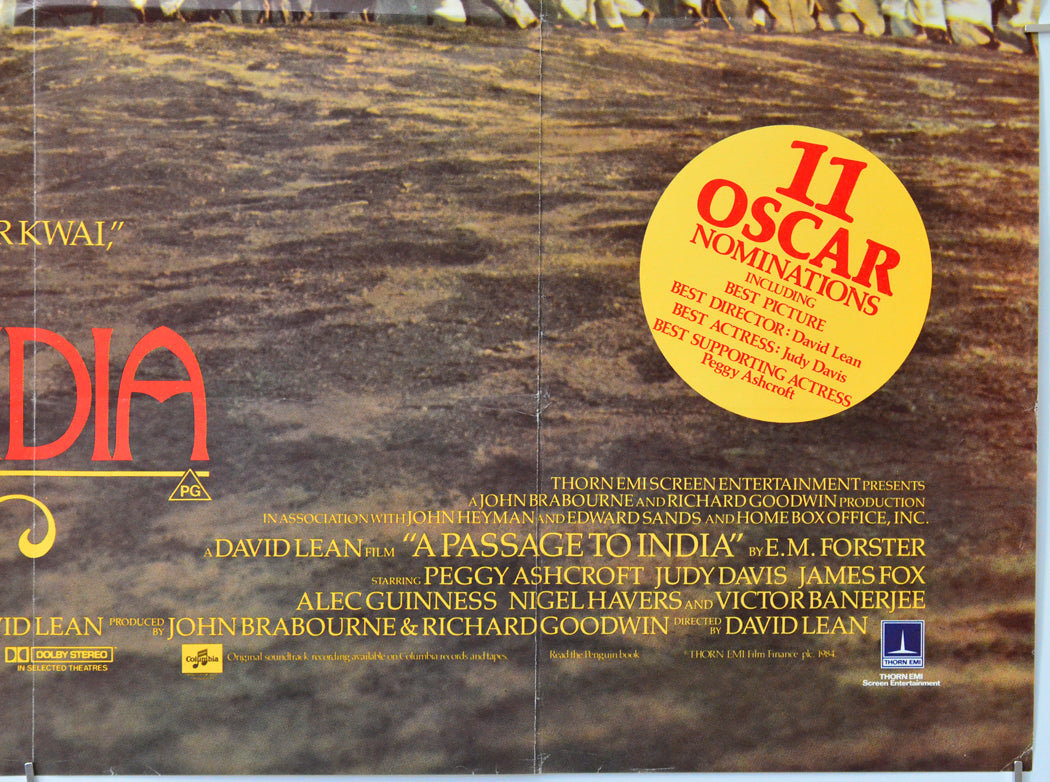 R KWAI,"
DIA
PG
11
OSCAR
NOMINATIONS
INCLUDING
BEST PICTURE
BEST DIRECTOR: David Lean
BEST ACTRESS: Judy Davis
BEST SUPPORTING ACTRESS
Peggy Ashcroft
THORN EMI SCREEN ENTERTAINMENT PRESENTS
A JOHN BRABOURNE AND RICHARD GOODWIN PRODUCTION
IN ASSOCIATION WITH JOHN HEYMAN AND EDWARD SANDS AND HOME BOX OFFICE, INC.
A DAVID LEAN FILM "A PASSAGE TO INDIA" BY E.M. FORSTER
STARRING PEGGY ASHCROFT JUDY DAVIS JAMES FOX
ALEC GUINNESS NIGEL HAVERS AND VICTOR BANERJEE
VID LEAN PRODUCED BY JOHN BRABOURNE & RICHARD GOODWIN DIRECTED BY DAVID LEAN
DOLBY STEREO
IN SELECTED THEATRES
Columbia
Original soundtrack recording available on Columbia records and tapes.
Read the Penguin book
© THORN EMI Film Finance plc. 1984.
THORN EMI
THORN EMI
Screen Entertainment